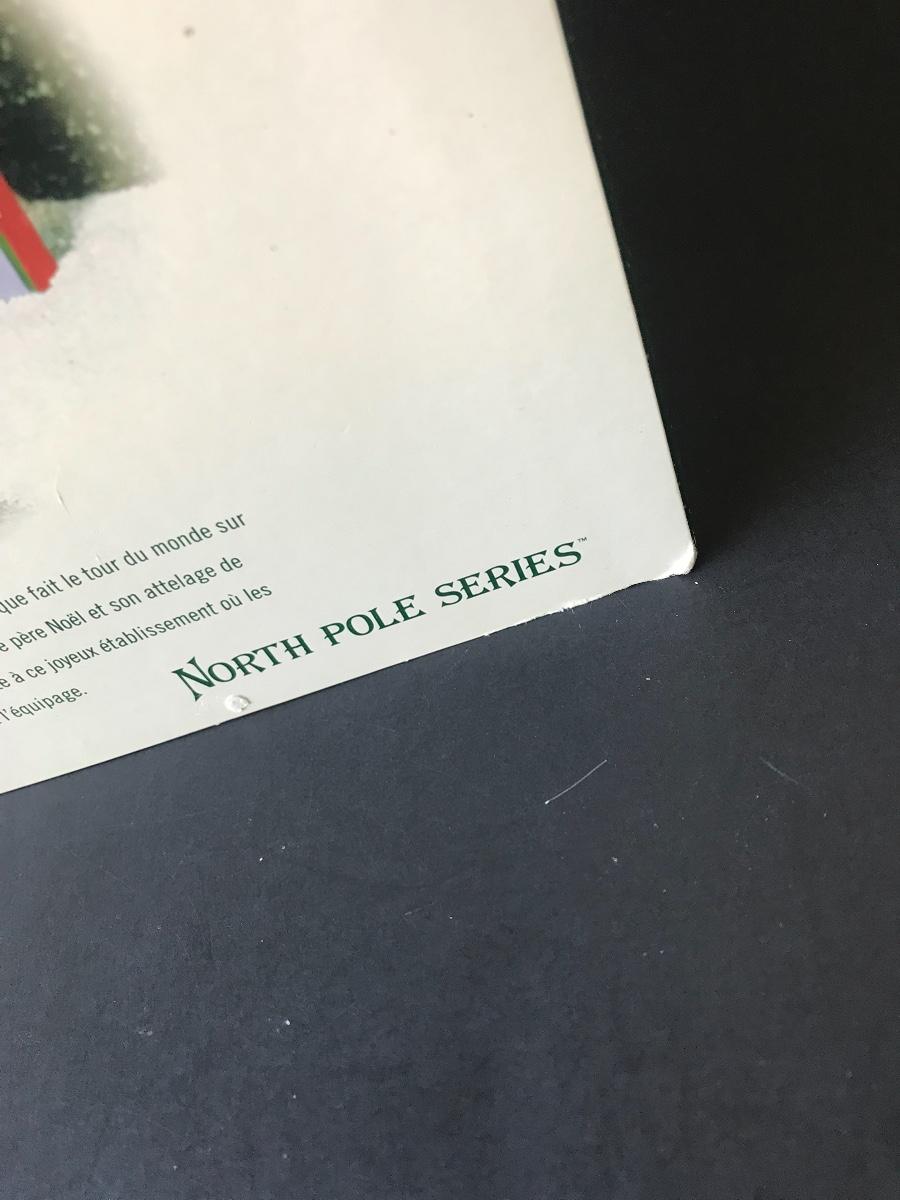 que fait le tour du monde sur
père Noël et son attelage de
à ce joyeux établissement où les
l'équipage.
NORTH POLE SERIES™